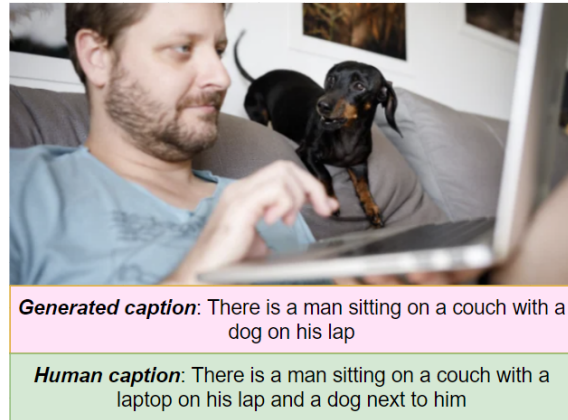 Generated caption: There is a man sitting on a couch with a
dog on his lap
Human caption: There is a man sitting on a couch with a
laptop on his lap and a dog next to him